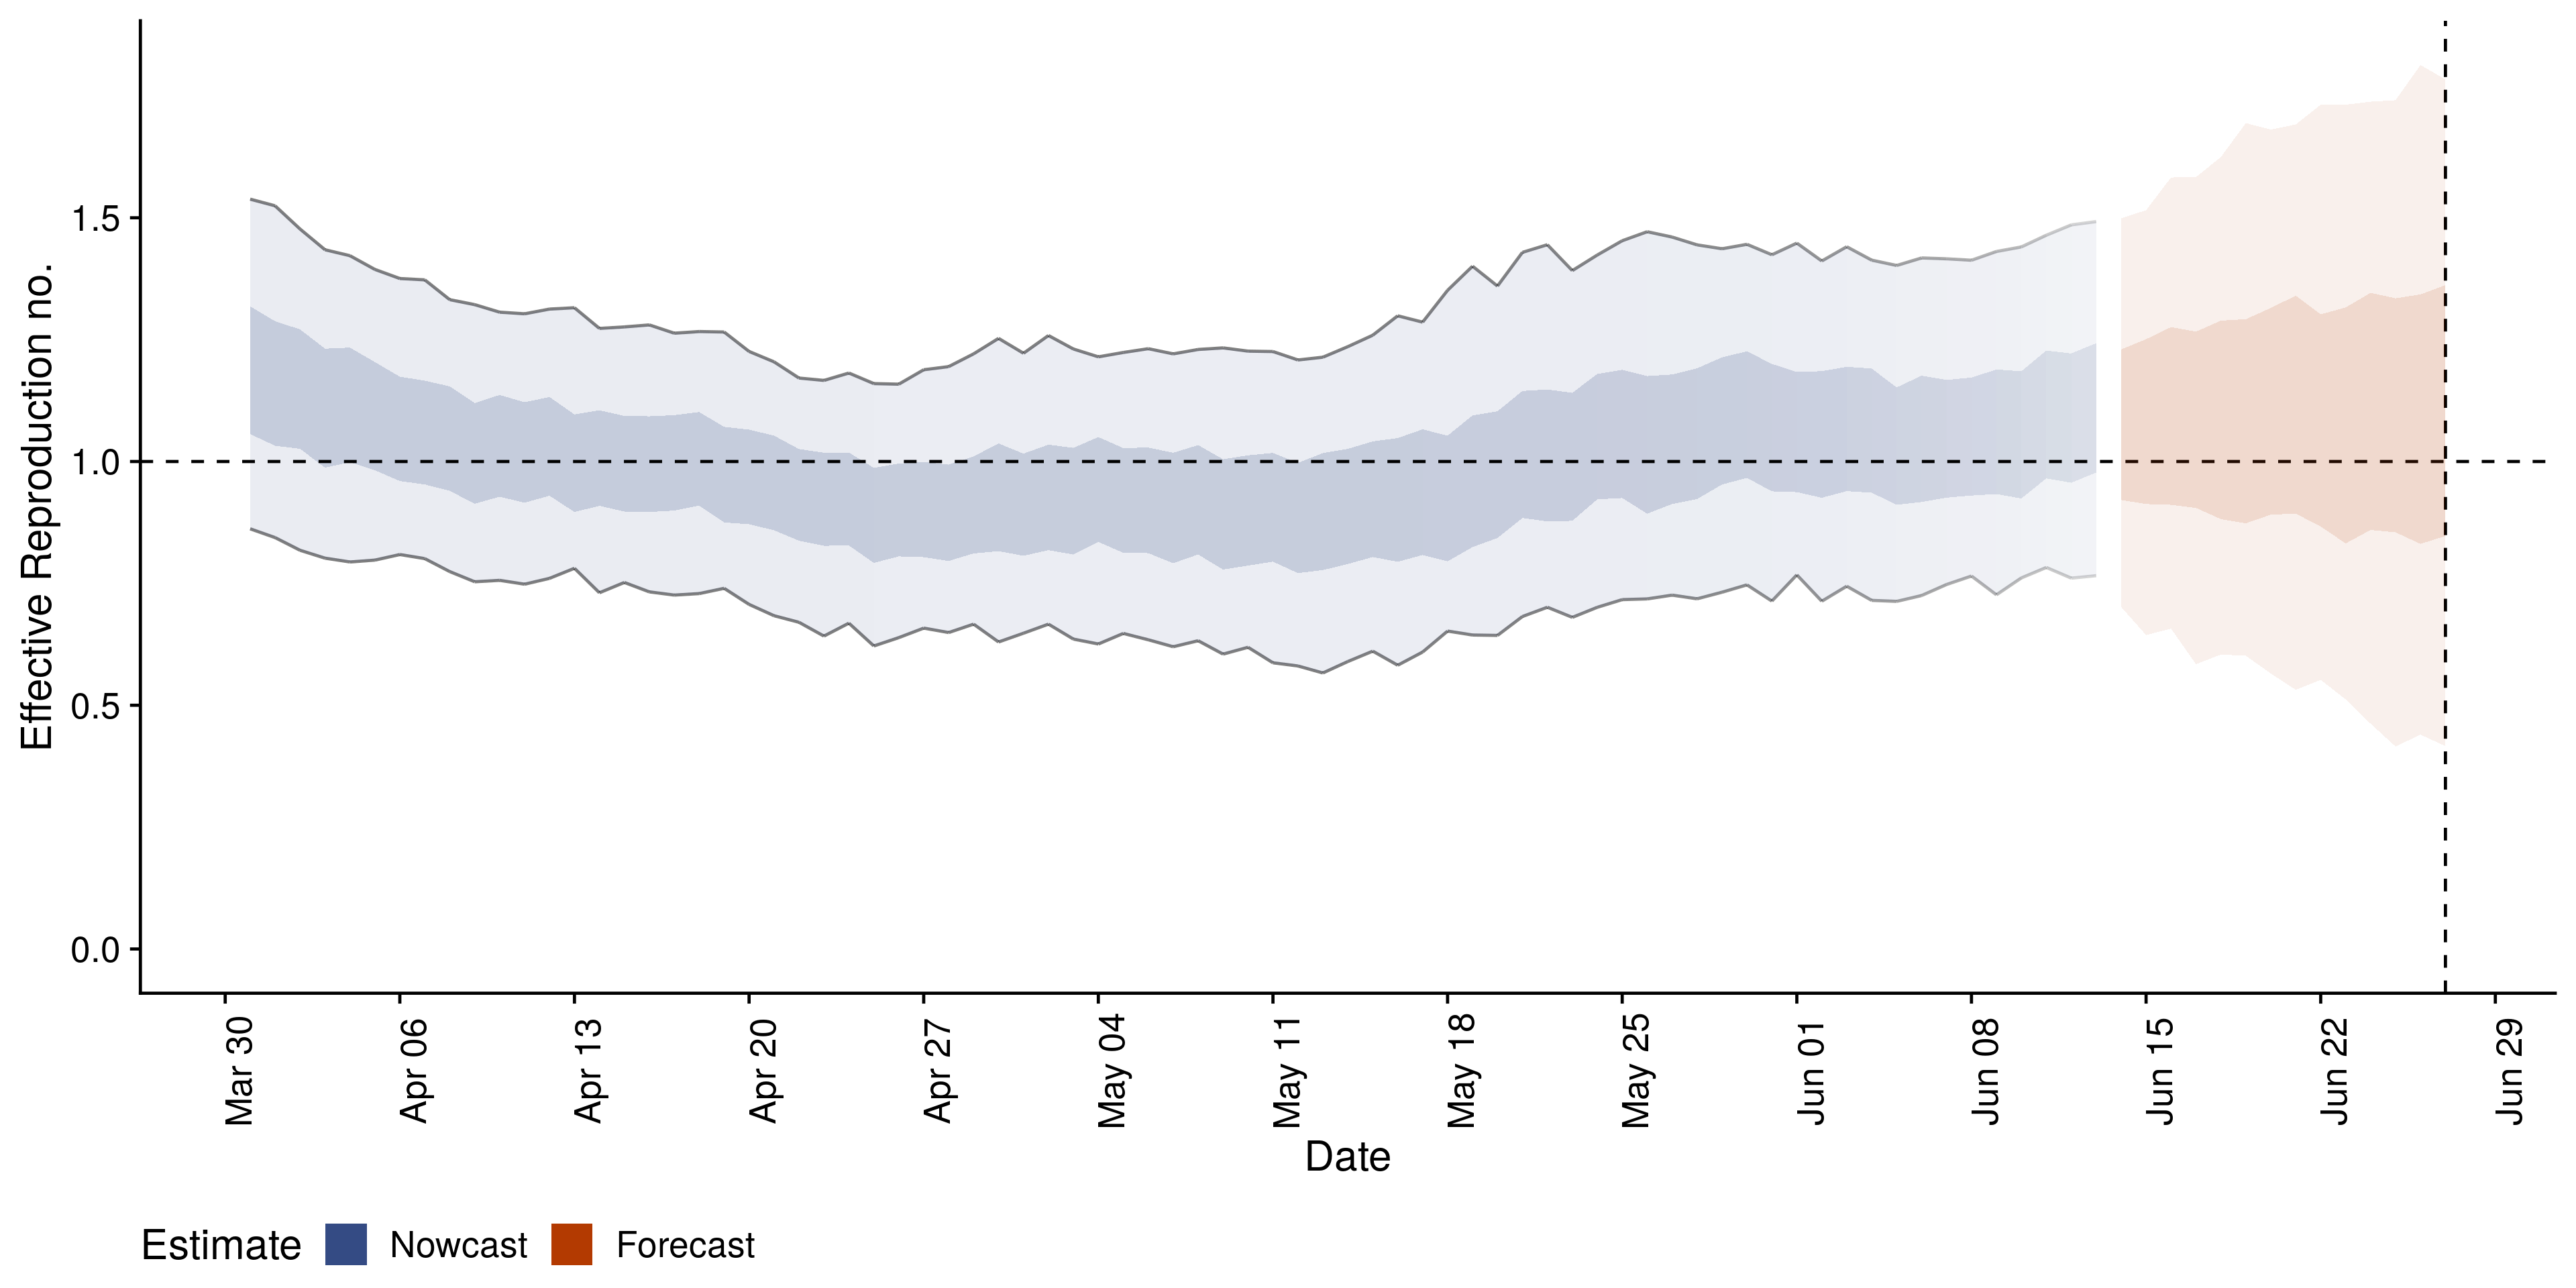 Effective Reproduction no.
1.5
1.0
0.5
0.0
Mar 30
Apr 06
Apr 13
Apr 20
Apr 27
May 04
May 11
May 18
May 25
Jun 01
Jun 08
Jun 15
Jun 22
Jun 29
Date
Estimate Nowcast Forecast